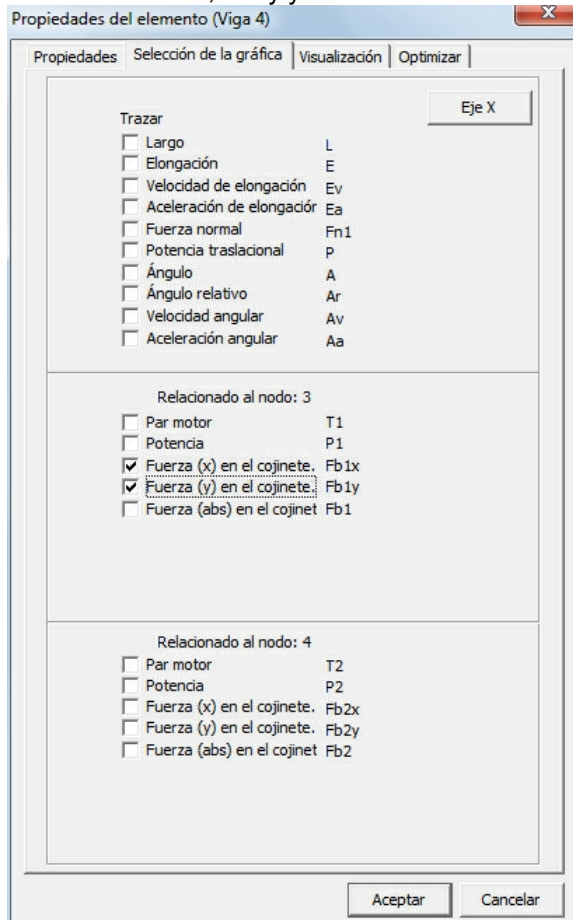 Propiedades del elemento (Viga 4)
Propiedades Selección de la gráfica Visualización Optimizar
Eje X
Trazar
Largo L
Elongación E
Velocidad de elongación Ev
Aceleración de elongaciór Ea
Fuerza normal Fn1
Potencia traslacional P
Ángulo A
Ángulo relativo Ar
Velocidad angular Av
Aceleración angular Aa
Relacionado al nodo: 3
Par motor T1
Potencia P1
Fuerza (x) en el cojinete. Fb1x
Fuerza (y) en el cojinete. Fb1y
Fuerza (abs) en el cojinet Fb1
Relacionado al nodo: 4
Par motor T2
Potencia P2
Fuerza (x) en el cojinete. Fb2x
Fuerza (y) en el cojinete. Fb2y
Fuerza (abs) en el cojinet Fb2
Aceptar Cancelar